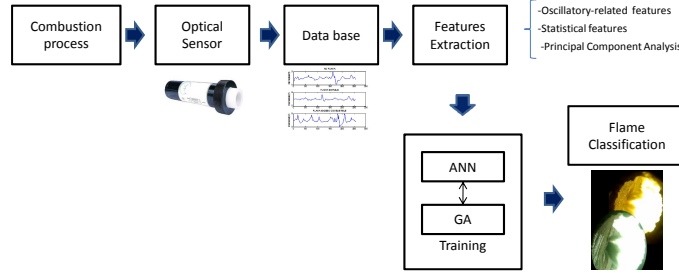 Combustion
process
Optical
Sensor
Data base
Features
Extraction
-Oscillatory-related features
-Statistical features
-Principal Component Analysis
ANN
GA
Training
Flame
Classification